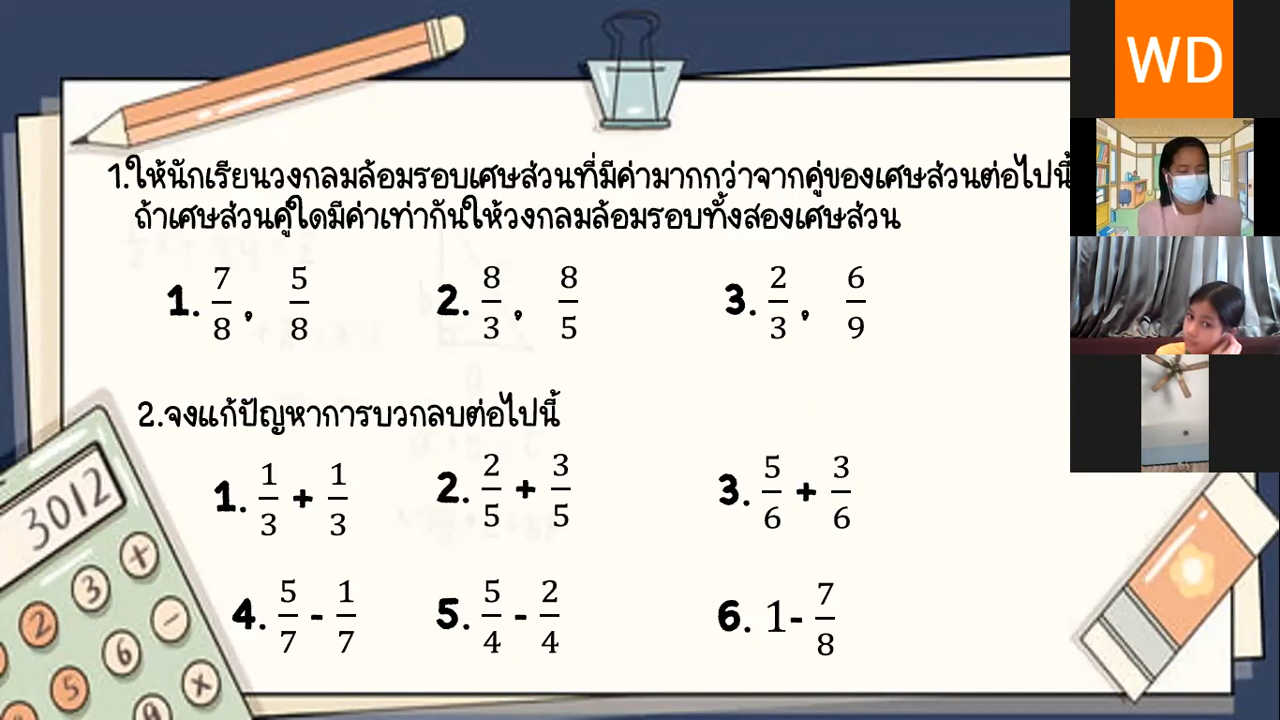 WD
1.ให้นักเรียนวงกลมล้อมรอบเศษส่วนที่มีค่ามากกว่าจากคู่ของเศษส่วนต่อไปนี้
ถ้าเศษส่วนคู่ใดมีค่าเท่ากันให้วงกลมล้อมรอบทั้งสองเศษส่วน
1. 7/8 , 5/8 2. 8/3 , 8/5 3. 2/3 , 6/9
2.จงแก้ปัญหาการบวกลบต่อไปนี้
1. 1/3 + 1/3 2. 2/5 + 3/5 3. 5/6 + 3/6
4. 5/7 - 1/7 5. 5/4 - 2/4 6. 1- 7/8
3012
3 +
2 6 −
5 ×